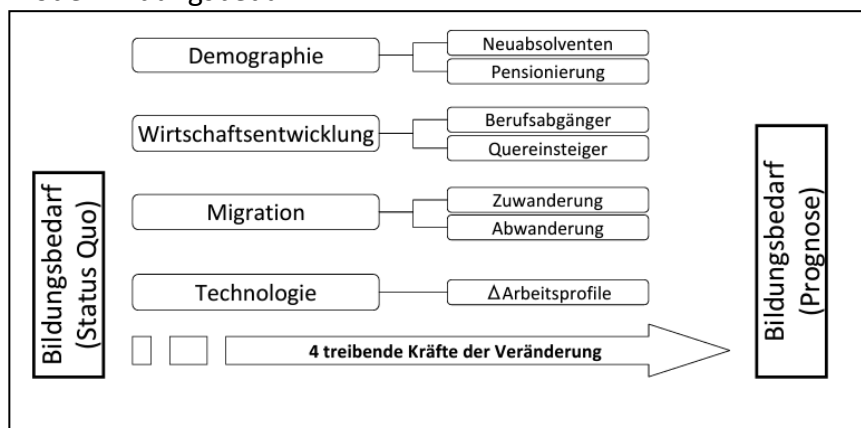 Bildungsbedarf
(Status Quo)
Demographie
Neuabsolventen
Pensionierung
Wirtschaftsentwicklung
Berufsabgänger
Quereinsteiger
Migration
Zuwanderung
Abwanderung
Technologie
ΔArbeitsprofile
4 treibende Kräfte der Veränderung
Bildungsbedarf
(Prognose)